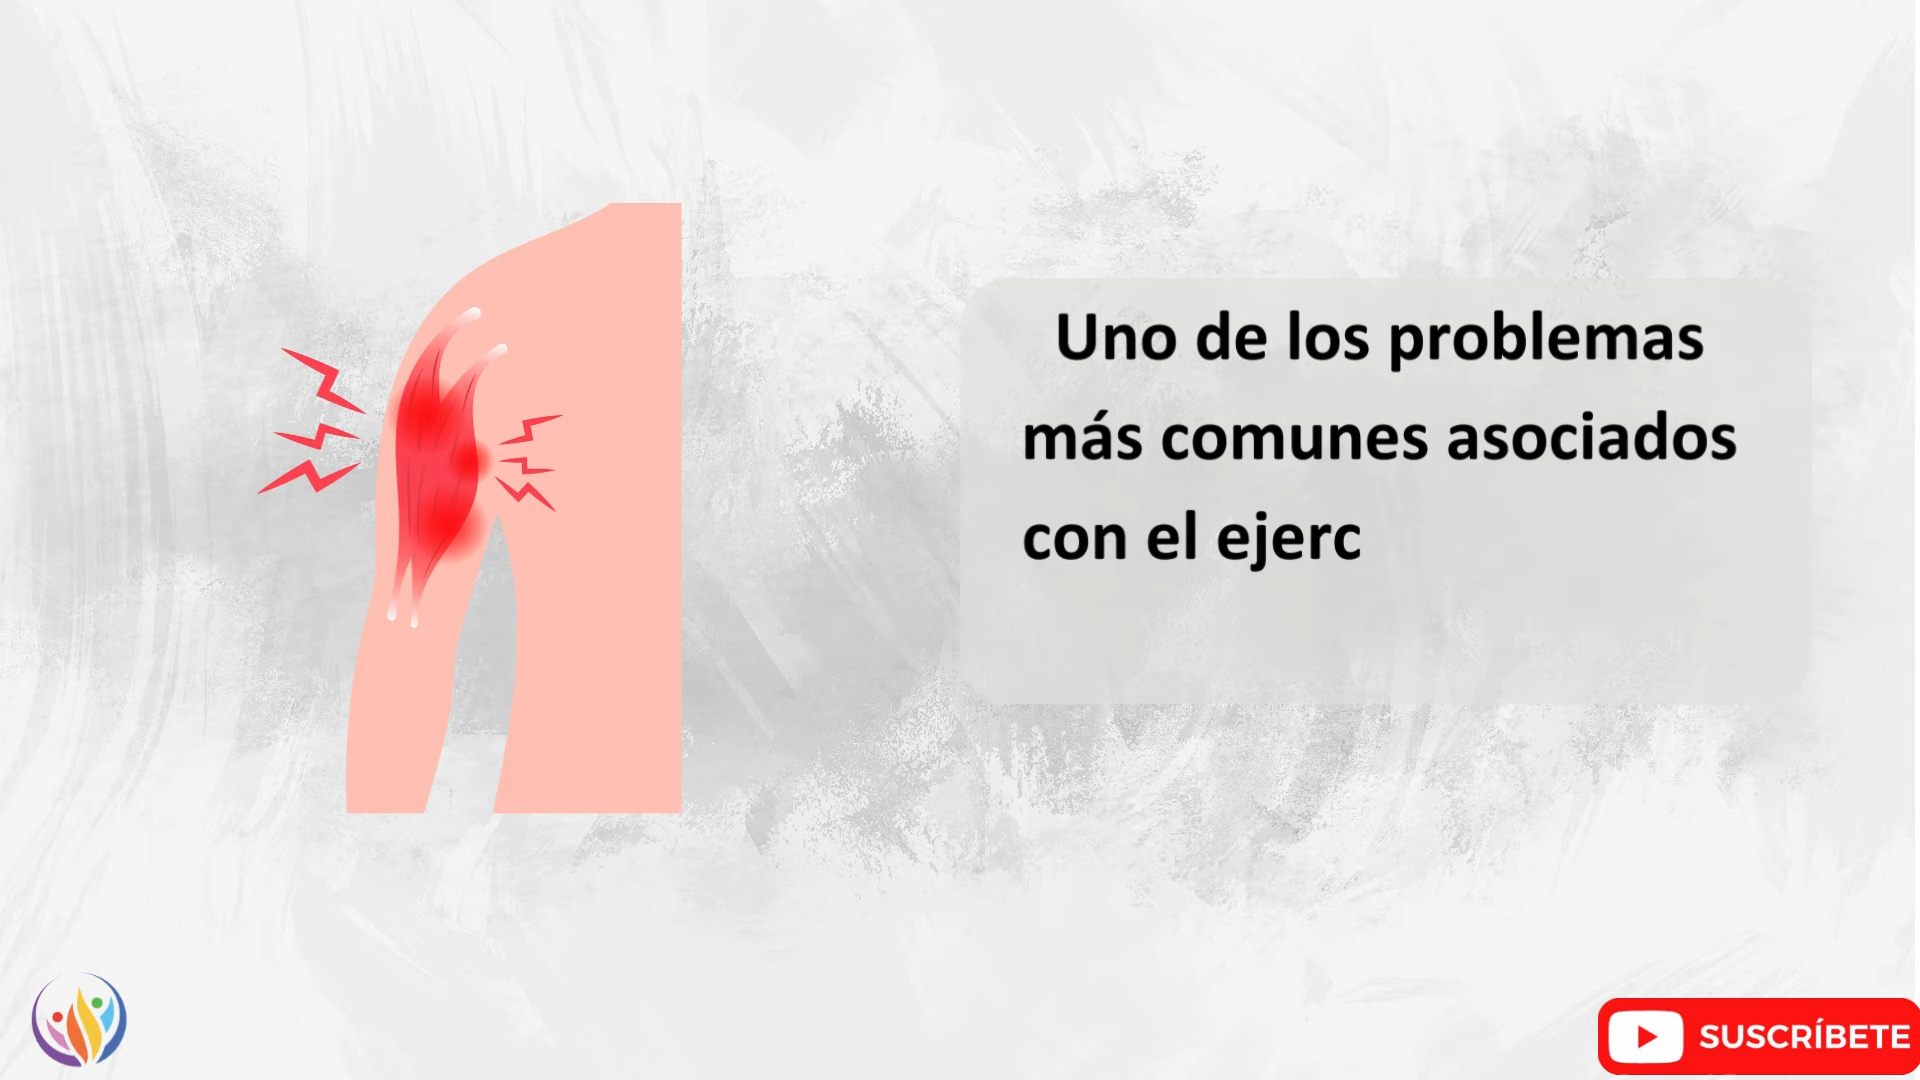 Uno de los problemas
más comunes asociados
con el ejerc
SUSCRÍBETE